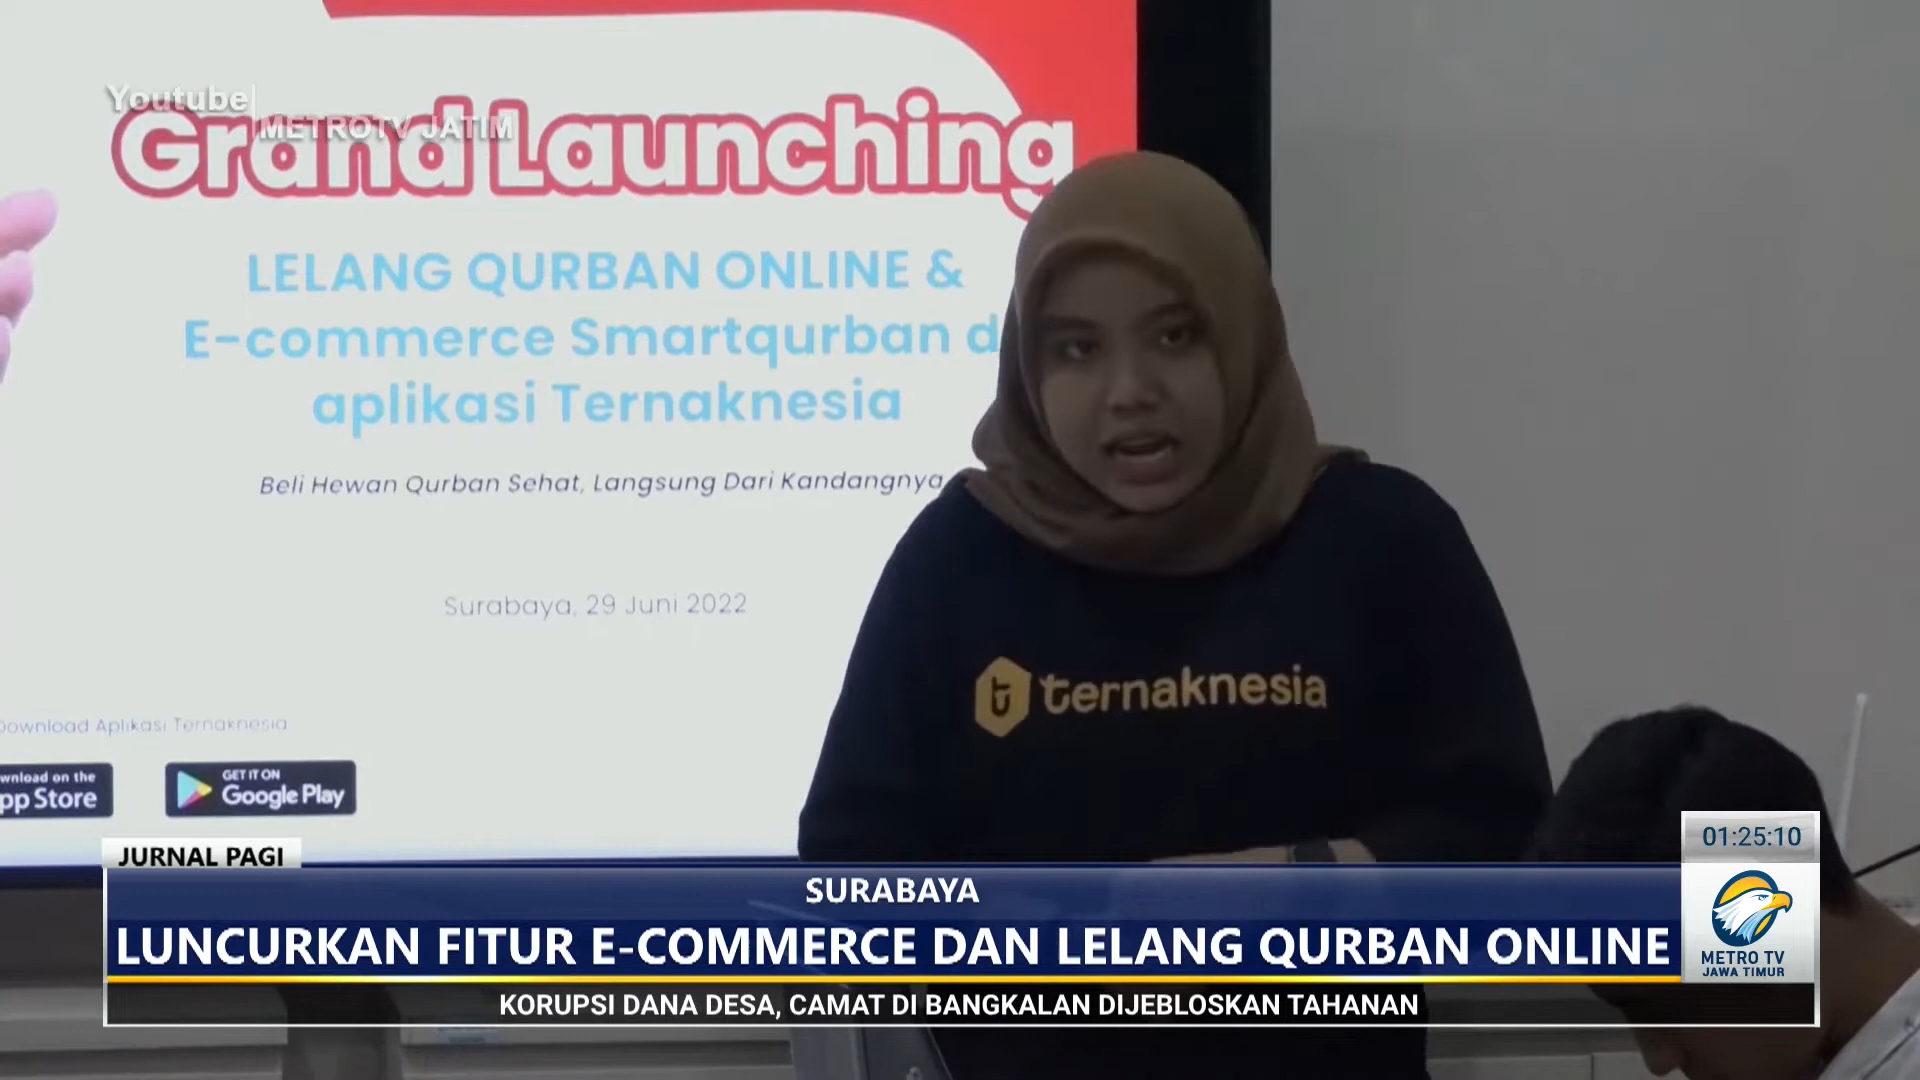 Youtube
METROTV JATIM
Grand Launching
LELANG QURBAN ONLINE &
E-commerce Smartqurban d
aplikasi Ternaknesia
Beli Hewan Qurban Sehat, Langsung Dari Kandangnya
Surabaya, 29 Juni 2022
Download Aplikasi Ternaknesia
wnload on the
pp Store
GET IT ON
Google Play
ternaknesia
JURNAL PAGI
01:25:10
SURABAYA
LUNCURKAN FITUR E-COMMERCE DAN LELANG QURBAN ONLINE
METRO TV
JAWA TIMUR
KORUPSI DANA DESA, CAMAT DI BANGKALAN DIJEBLOSKAN TAHANAN